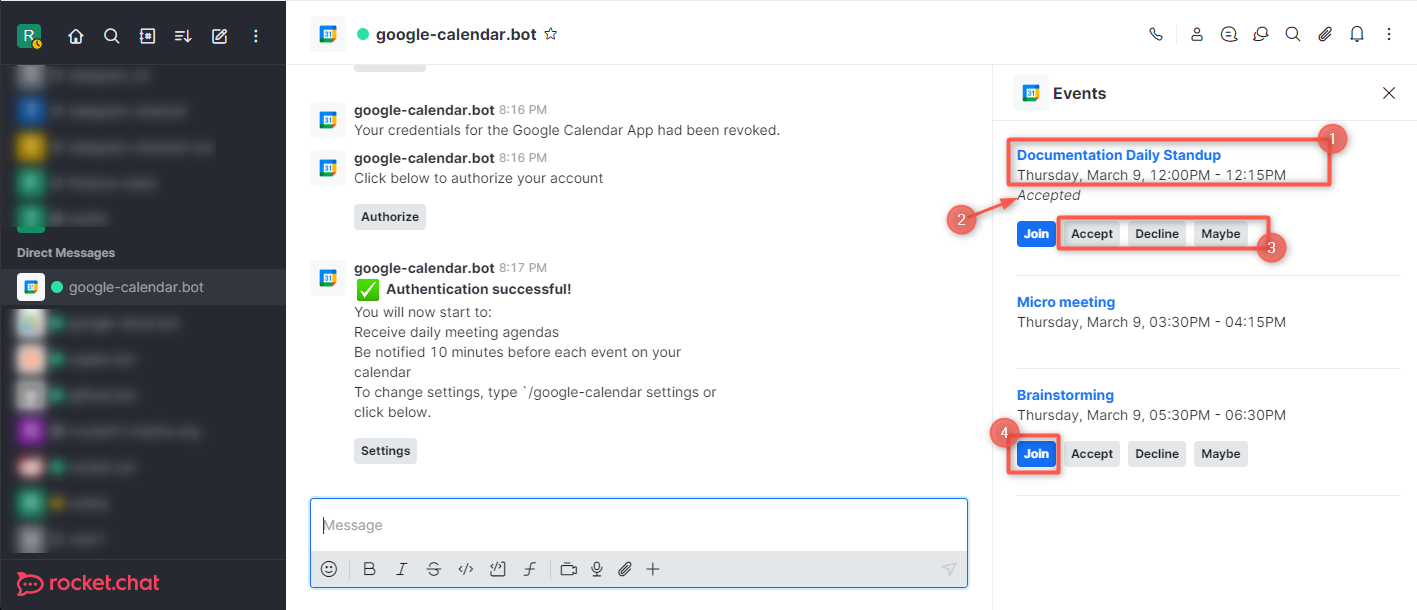 R
google-calendar.bot
Direct Messages
google-calendar.bot
rocket.chat
google-calendar.bot 8:16 PM
Your credentials for the Google Calendar App had been revoked.
google-calendar.bot 8:16 PM
Click below to authorize your account
Authorize
google-calendar.bot 8:17 PM
Authentication successful!
You will now start to:
Receive daily meeting agendas
Be notified 10 minutes before each event on your
calendar
To change settings, type `/google-calendar settings or
click below.
Settings
Message
Events
1
Documentation Daily Standup
Thursday, March 9, 12:00PM - 12:15PM
2
Accepted
Join Accept Decline Maybe
3
Micro meeting
Thursday, March 9, 03:30PM - 04:15PM
Brainstorming
Thursday, March 9, 05:30PM - 06:30PM
4
Join Accept Decline Maybe